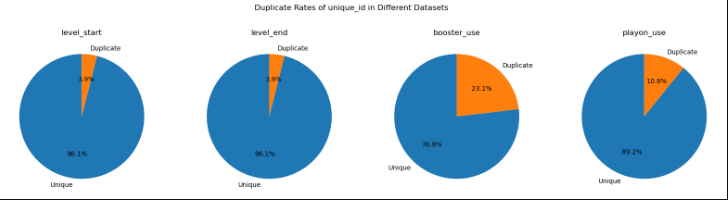 Duplicate Rates of unique_id in Different Datasets
level_start
Duplicate
3.9%
96.1%
Unique
level_end
Duplicate
3.9%
96.1%
Unique
booster_use
Duplicate
23.1%
76.9%
Unique
playon_use
Duplicate
10.8%
89.2%
Unique